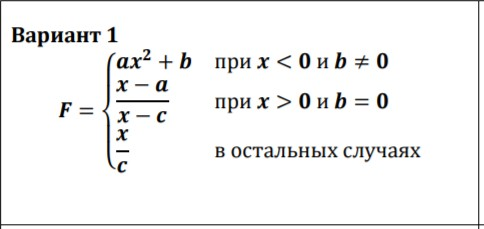 Вариант 1
F = { ax² + b при x < 0 и b ≠ 0
(x − a)/(x − c) при x > 0 и b = 0
x/c в остальных случаях